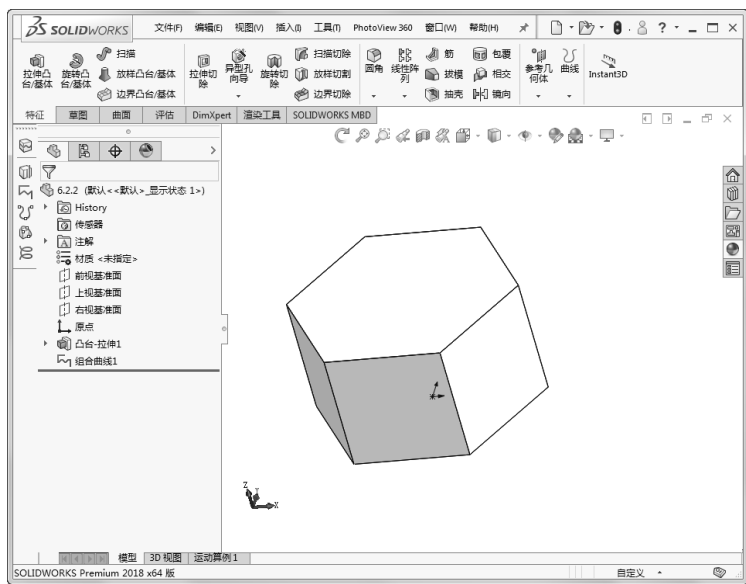 SOLIDWORKS 文件(F) 编辑(E) 视图(V) 插入(I) 工具(T) PhotoView 360 窗口(W) 帮助(H)
拉伸凸台/基体 旋转凸台/基体 扫描 放样凸台/基体 边界凸台/基体 拉伸切除 异型孔向导 旋转切除 扫描切除 放样切割 边界切除 圆角 线性阵列 筋 拔模 抽壳 包覆 相交 镜向 参考几何体 曲线 Instant3D
特征 草图 曲面 评估 DimXpert 渲染工具 SOLIDWORKS MBD
6.2.2 (默认<<默认>_显示状态 1>)
History
传感器
注解
材质 <未指定>
前视基准面
上视基准面
右视基准面
原点
凸台-拉伸1
组合曲线1
Z
Y
X
模型 3D 视图 运动算例 1
SOLIDWORKS Premium 2018 x64 版 自定义